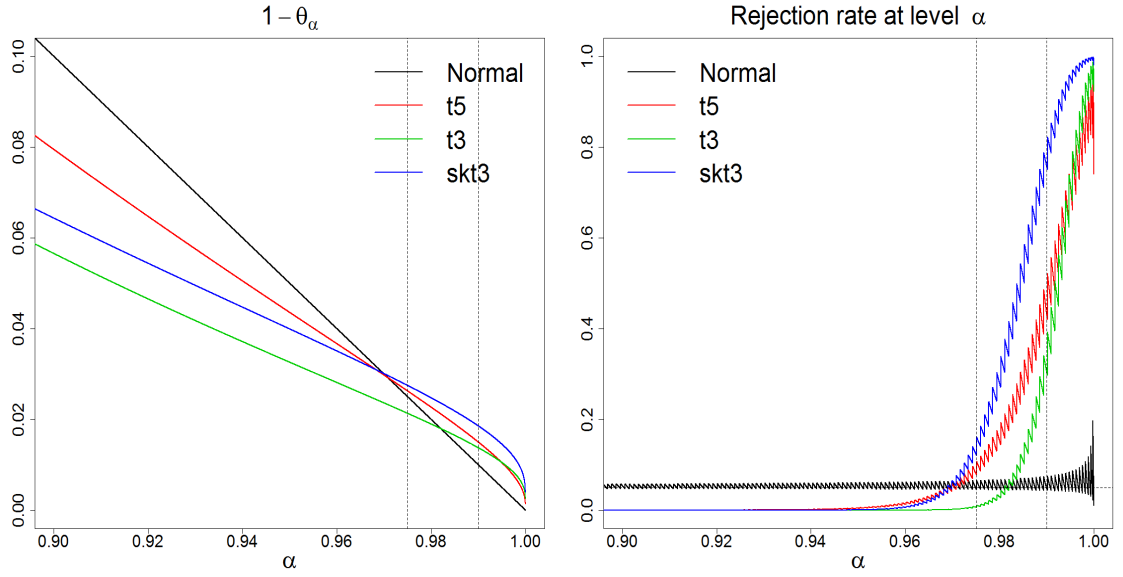 1 − θα
0.10
0.08
0.06
0.04
0.02
0.00
Normal
t5
t3
skt3
0.90
0.92
0.94
0.96
0.98
1.00
α
Rejection rate at level α
1.0
0.8
0.6
0.4
0.2
0.0
Normal
t5
t3
skt3
0.90
0.92
0.94
0.96
0.98
1.00
α